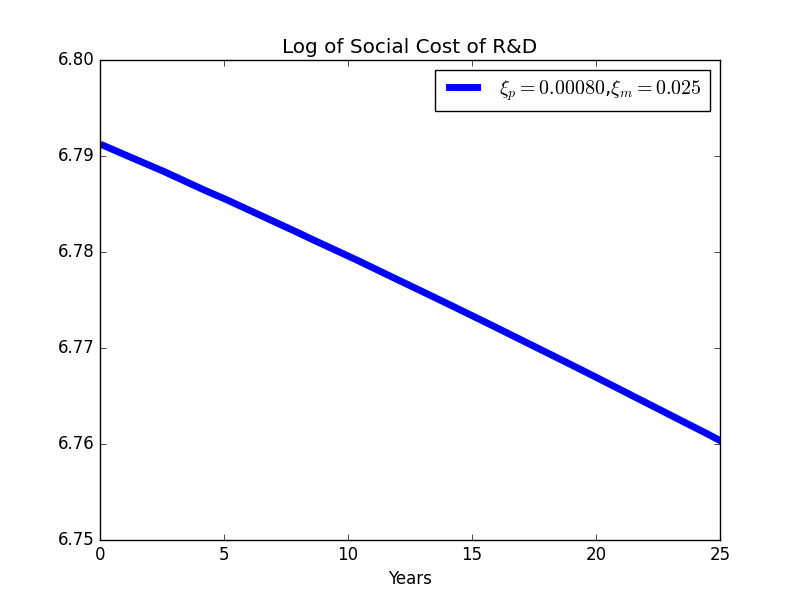 Log of Social Cost of R&D
6.80
ξₚ = 0.00080,ξₘ = 0.025
6.79
6.78
6.77
6.76
6.75
0 5 10 15 20 25
Years